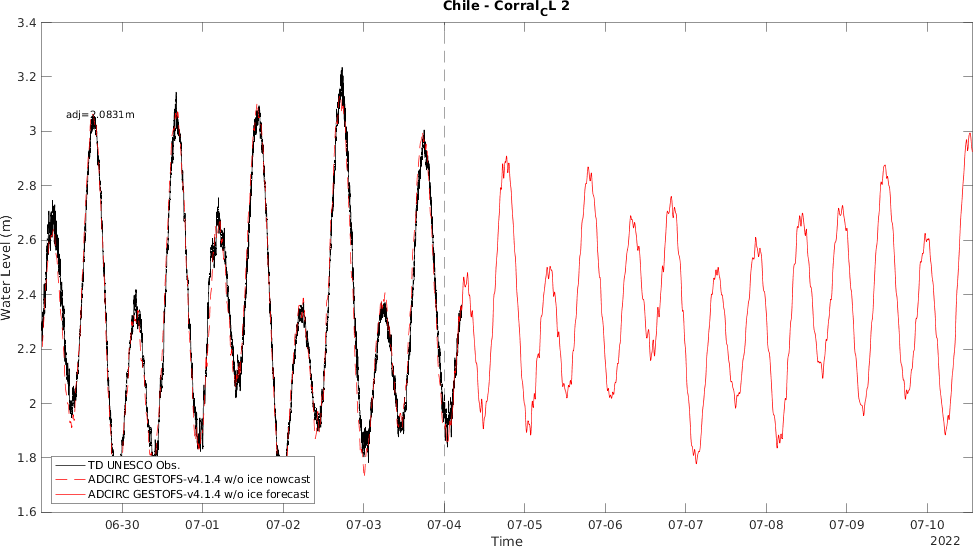 Chile - Corral_CL 2
3.4
3.2
3
2.8
2.6
2.4
2.2
2
1.8
1.6
Water Level (m)
adj=2.0831m
TD UNESCO Obs.
ADCIRC GESTOFS-v4.1.4 w/o ice nowcast
ADCIRC GESTOFS-v4.1.4 w/o ice forecast
06-30 07-01 07-02 07-03 07-04 07-05 07-06 07-07 07-08 07-09 07-10
Time
2022